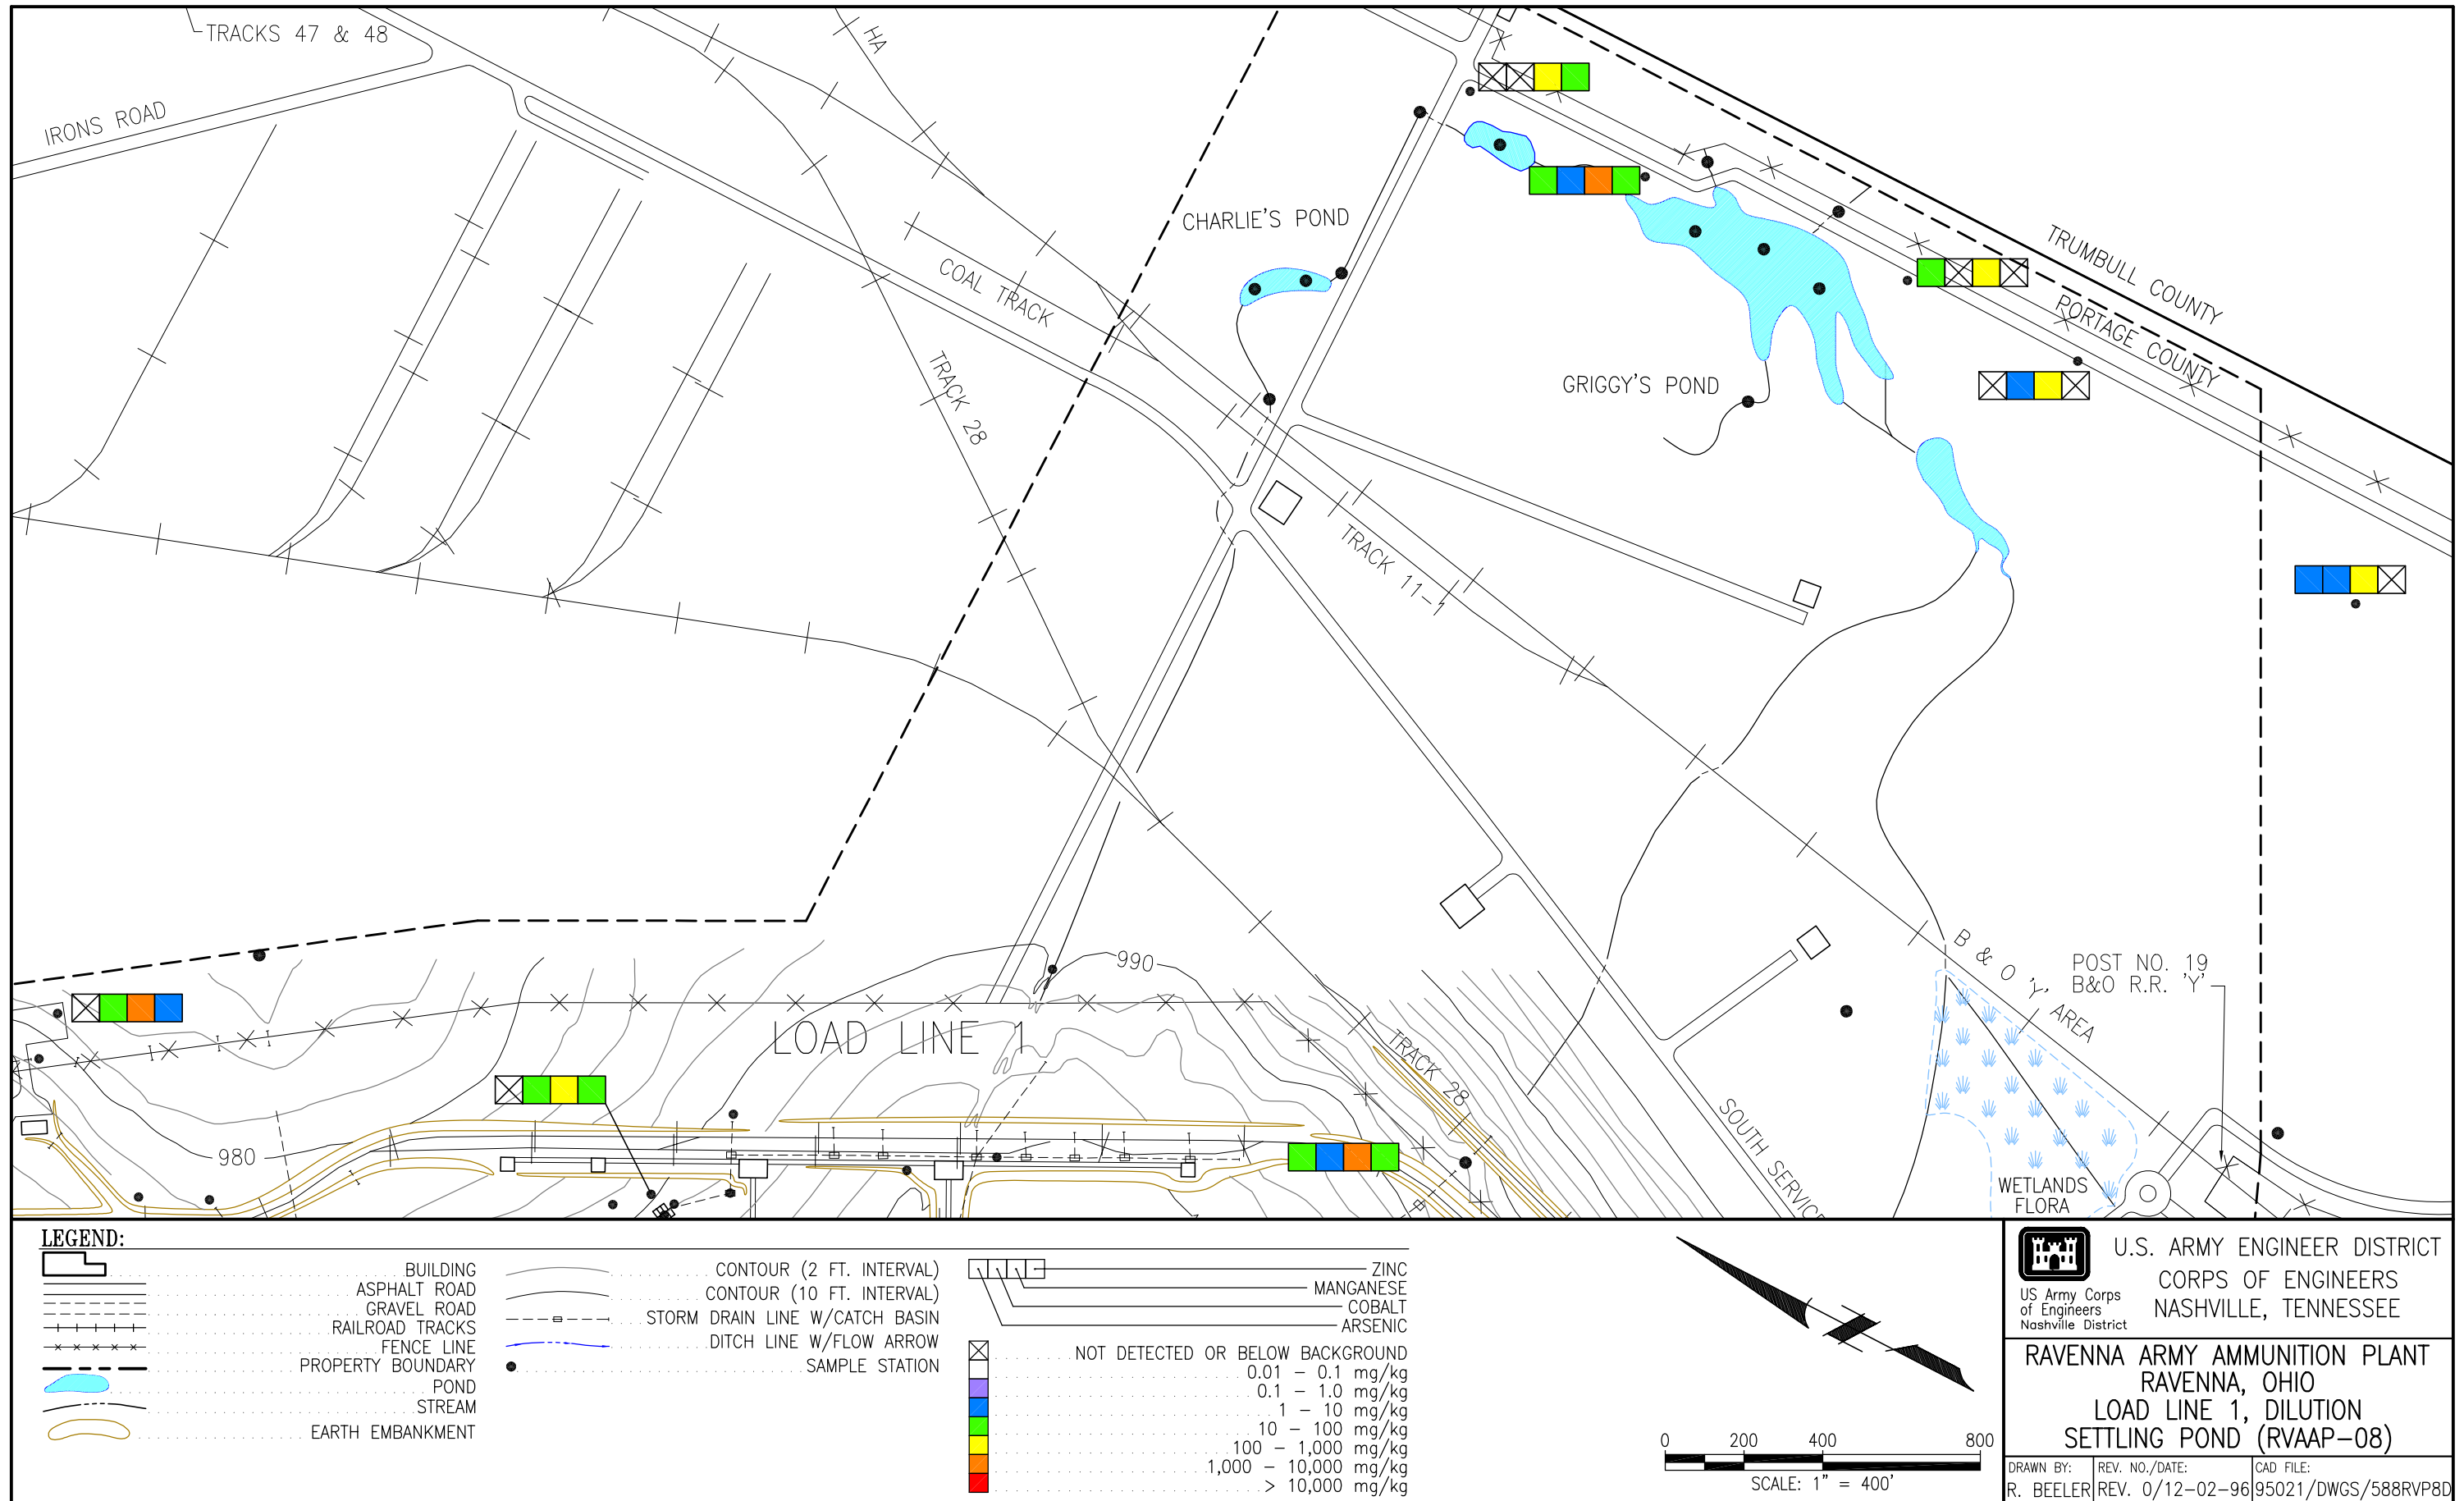 TRACKS 47 & 48
HA
IRONS ROAD
CHARLIE'S POND
TRUMBULL COUNTY
PORTAGE COUNTY
COAL TRACK
GRIGGY'S POND
TRACK 28
TRACK 11-1
990
B & O 'Y' AREA
POST NO. 19
B&O R.R. 'Y'
LOAD LINE 1
TRACK 28
980
SOUTH SERVICE
WETLANDS
FLORA
LEGEND:
BUILDING
ASPHALT ROAD
GRAVEL ROAD
RAILROAD TRACKS
FENCE LINE
PROPERTY BOUNDARY
POND
STREAM
EARTH EMBANKMENT
CONTOUR (2 FT. INTERVAL)
CONTOUR (10 FT. INTERVAL)
STORM DRAIN LINE W/CATCH BASIN
DITCH LINE W/FLOW ARROW
SAMPLE STATION
ZINC
MANGANESE
COBALT
ARSENIC
NOT DETECTED OR BELOW BACKGROUND
0.01 - 0.1 mg/kg
0.1 - 1.0 mg/kg
1 - 10 mg/kg
10 - 100 mg/kg
100 - 1,000 mg/kg
1,000 - 10,000 mg/kg
> 10,000 mg/kg
0 200 400 800
SCALE: 1" = 400'
US Army Corps
of Engineers
Nashville District
U.S. ARMY ENGINEER DISTRICT
CORPS OF ENGINEERS
NASHVILLE, TENNESSEE
RAVENNA ARMY AMMUNITION PLANT
RAVENNA, OHIO
LOAD LINE 1, DILUTION
SETTLING POND (RVAAP-08)
DRAWN BY:
R. BEELER
REV. NO./DATE:
REV. 0/12-02-96
CAD FILE:
95021/DWGS/588RVP8D